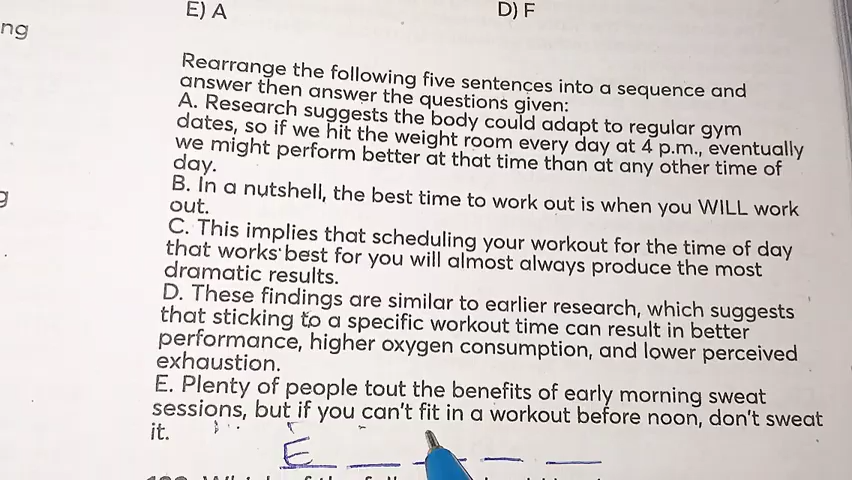 E) A
D) F
ng
Rearrange the following five sentences into a sequence and
answer then answer the questions given:
A. Research suggests the body could adapt to regular gym
dates, so if we hit the weight room every day at 4 p.m., eventually
we might perform better at that time than at any other time of
day.
B. In a nutshell, the best time to work out is when you WILL work
out.
C. This implies that scheduling your workout for the time of day
that works best for you will almost always produce the most
dramatic results.
D. These findings are similar to earlier research, which suggests
that sticking to a specific workout time can result in better
performance, higher oxygen consumption, and lower perceived
exhaustion.
E. Plenty of people tout the benefits of early morning sweat
sessions, but if you can't fit in a workout before noon, don't sweat
it.
E